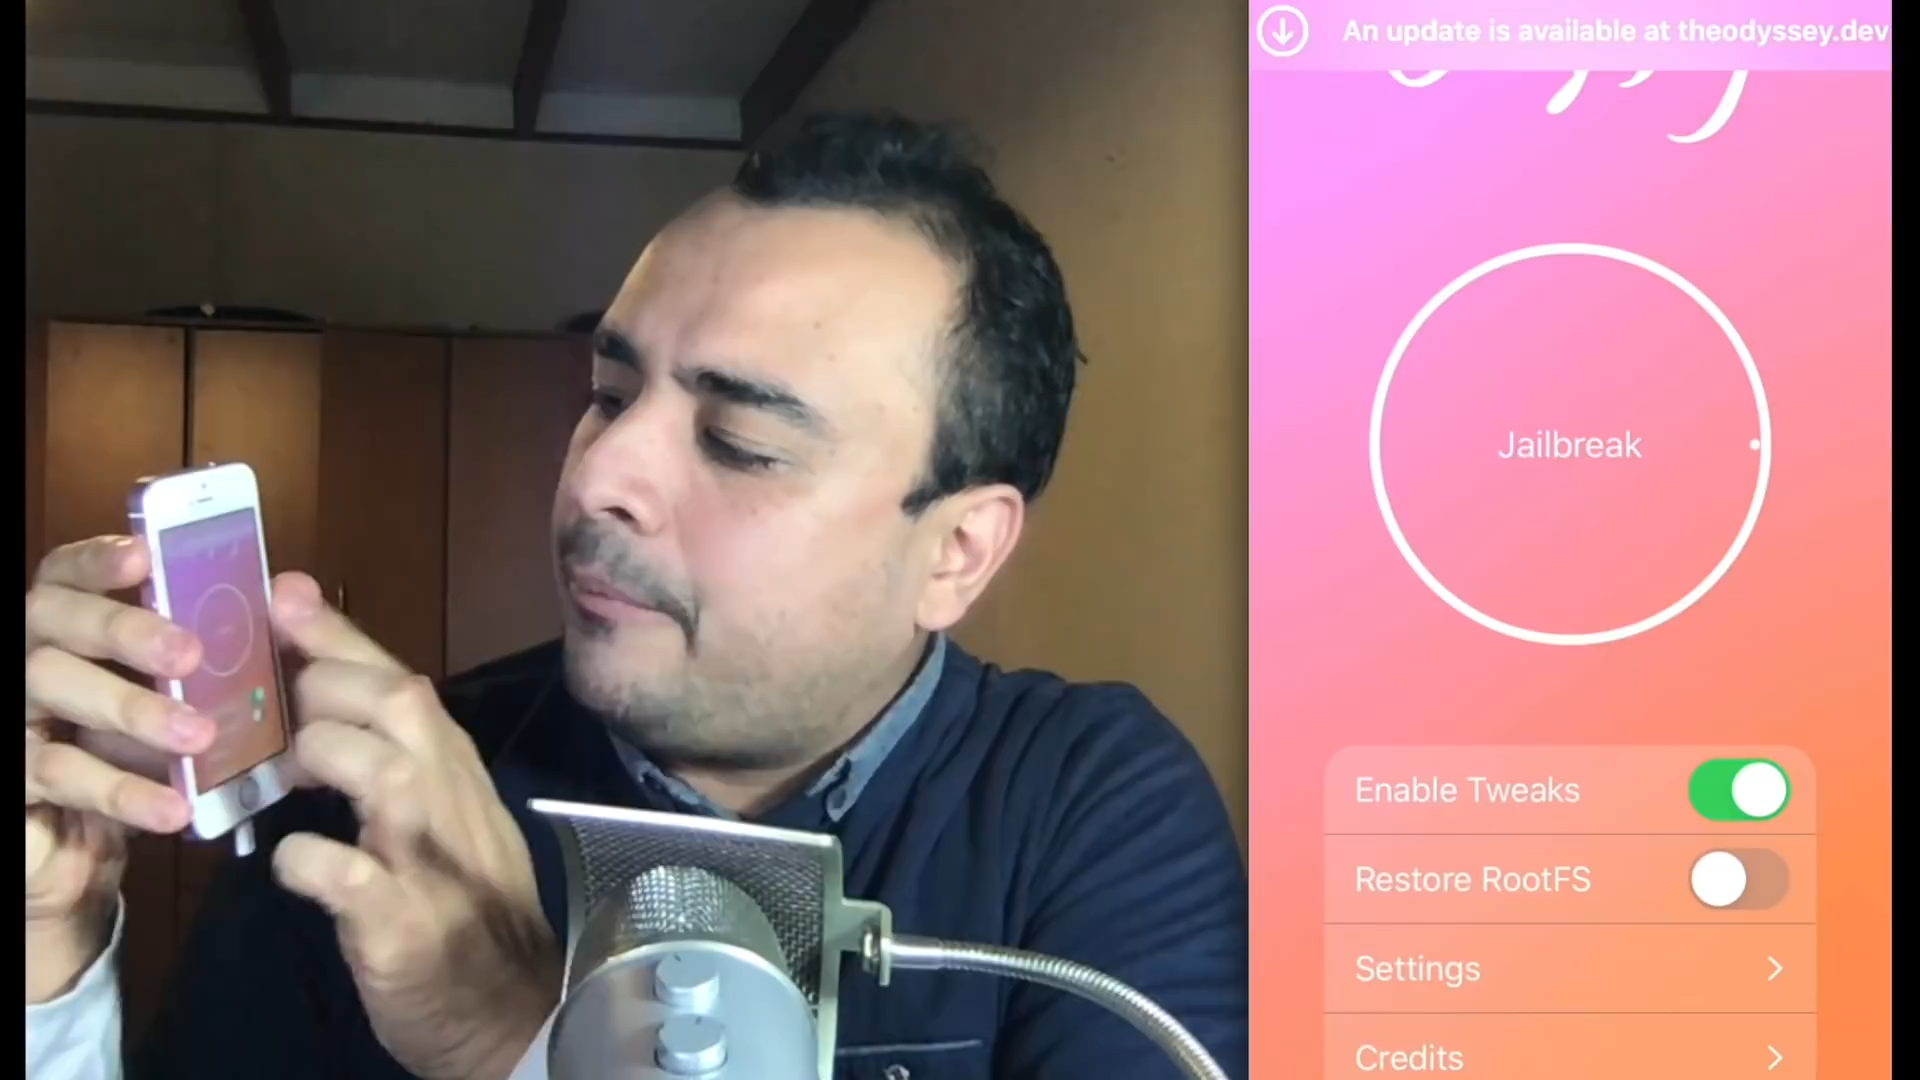 An update is available at theodyssey.dev
Jailbreak
Enable Tweaks
Restore RootFS
Settings
Credits